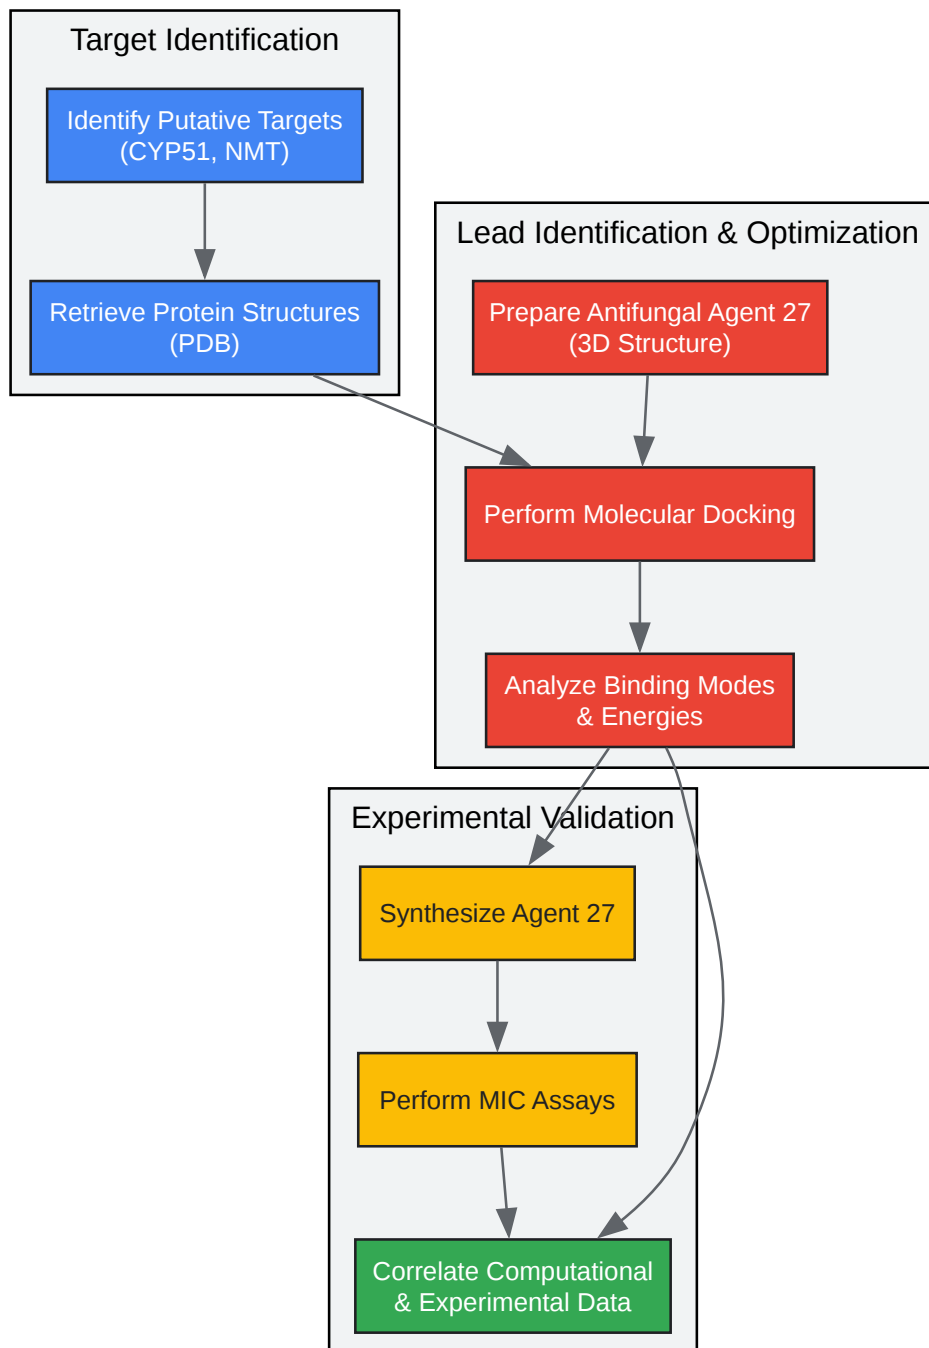 Target Identification
Identify Putative Targets
(CYP51, NMT)
Retrieve Protein Structures
(PDB)
Lead Identification & Optimization
Prepare Antifungal Agent 27
(3D Structure)
Perform Molecular Docking
Analyze Binding Modes
& Energies
Experimental Validation
Synthesize Agent 27
Perform MIC Assays
Correlate Computational
& Experimental Data